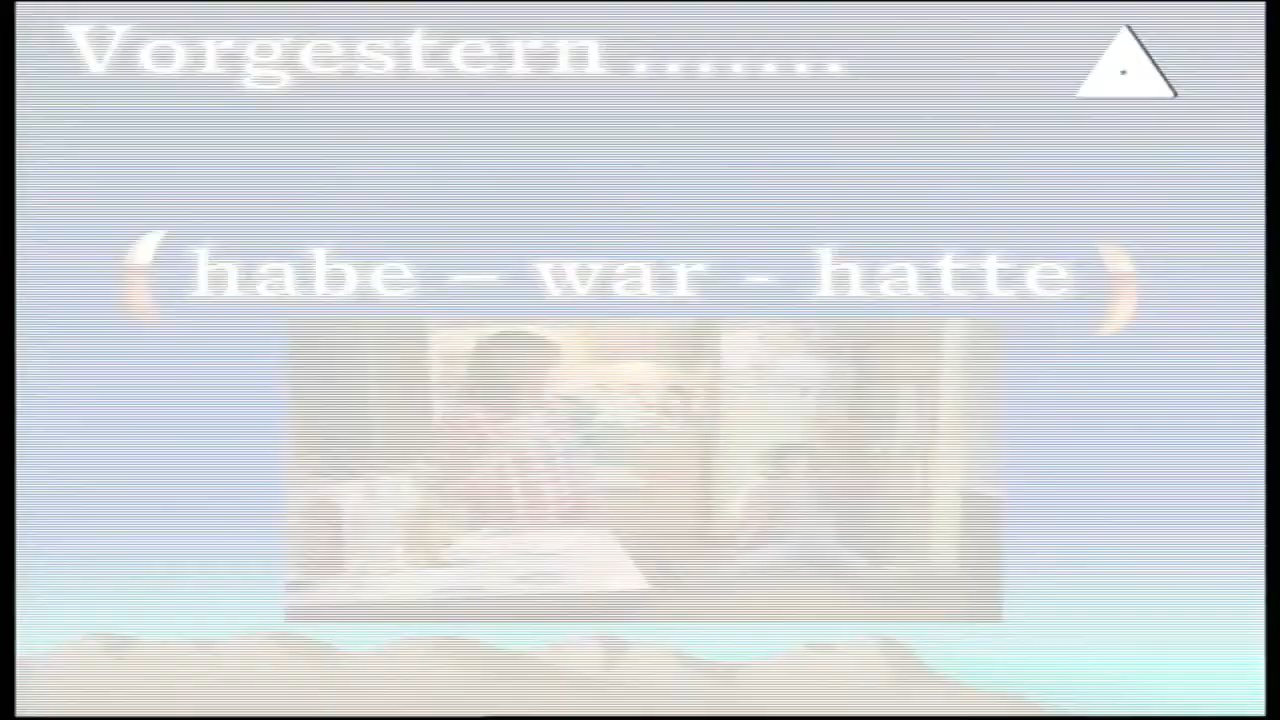 Vorgestern.......
( habe – war - hatte )